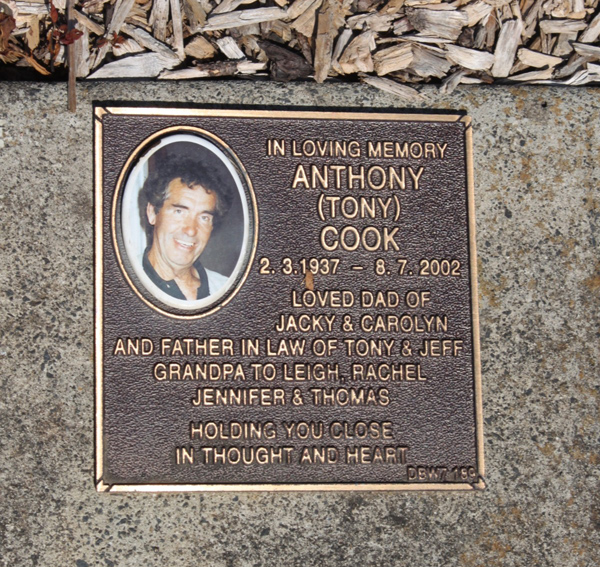 IN LOVING MEMORY
ANTHONY
(TONY)
COOK
2. 3.1937 – 8. 7. 2002
LOVED DAD OF
JACKY & CAROLYN
AND FATHER IN LAW OF TONY & JEFF
GRANDPA TO LEIGH, RACHEL
JENNIFER & THOMAS
HOLDING YOU CLOSE
IN THOUGHT AND HEART